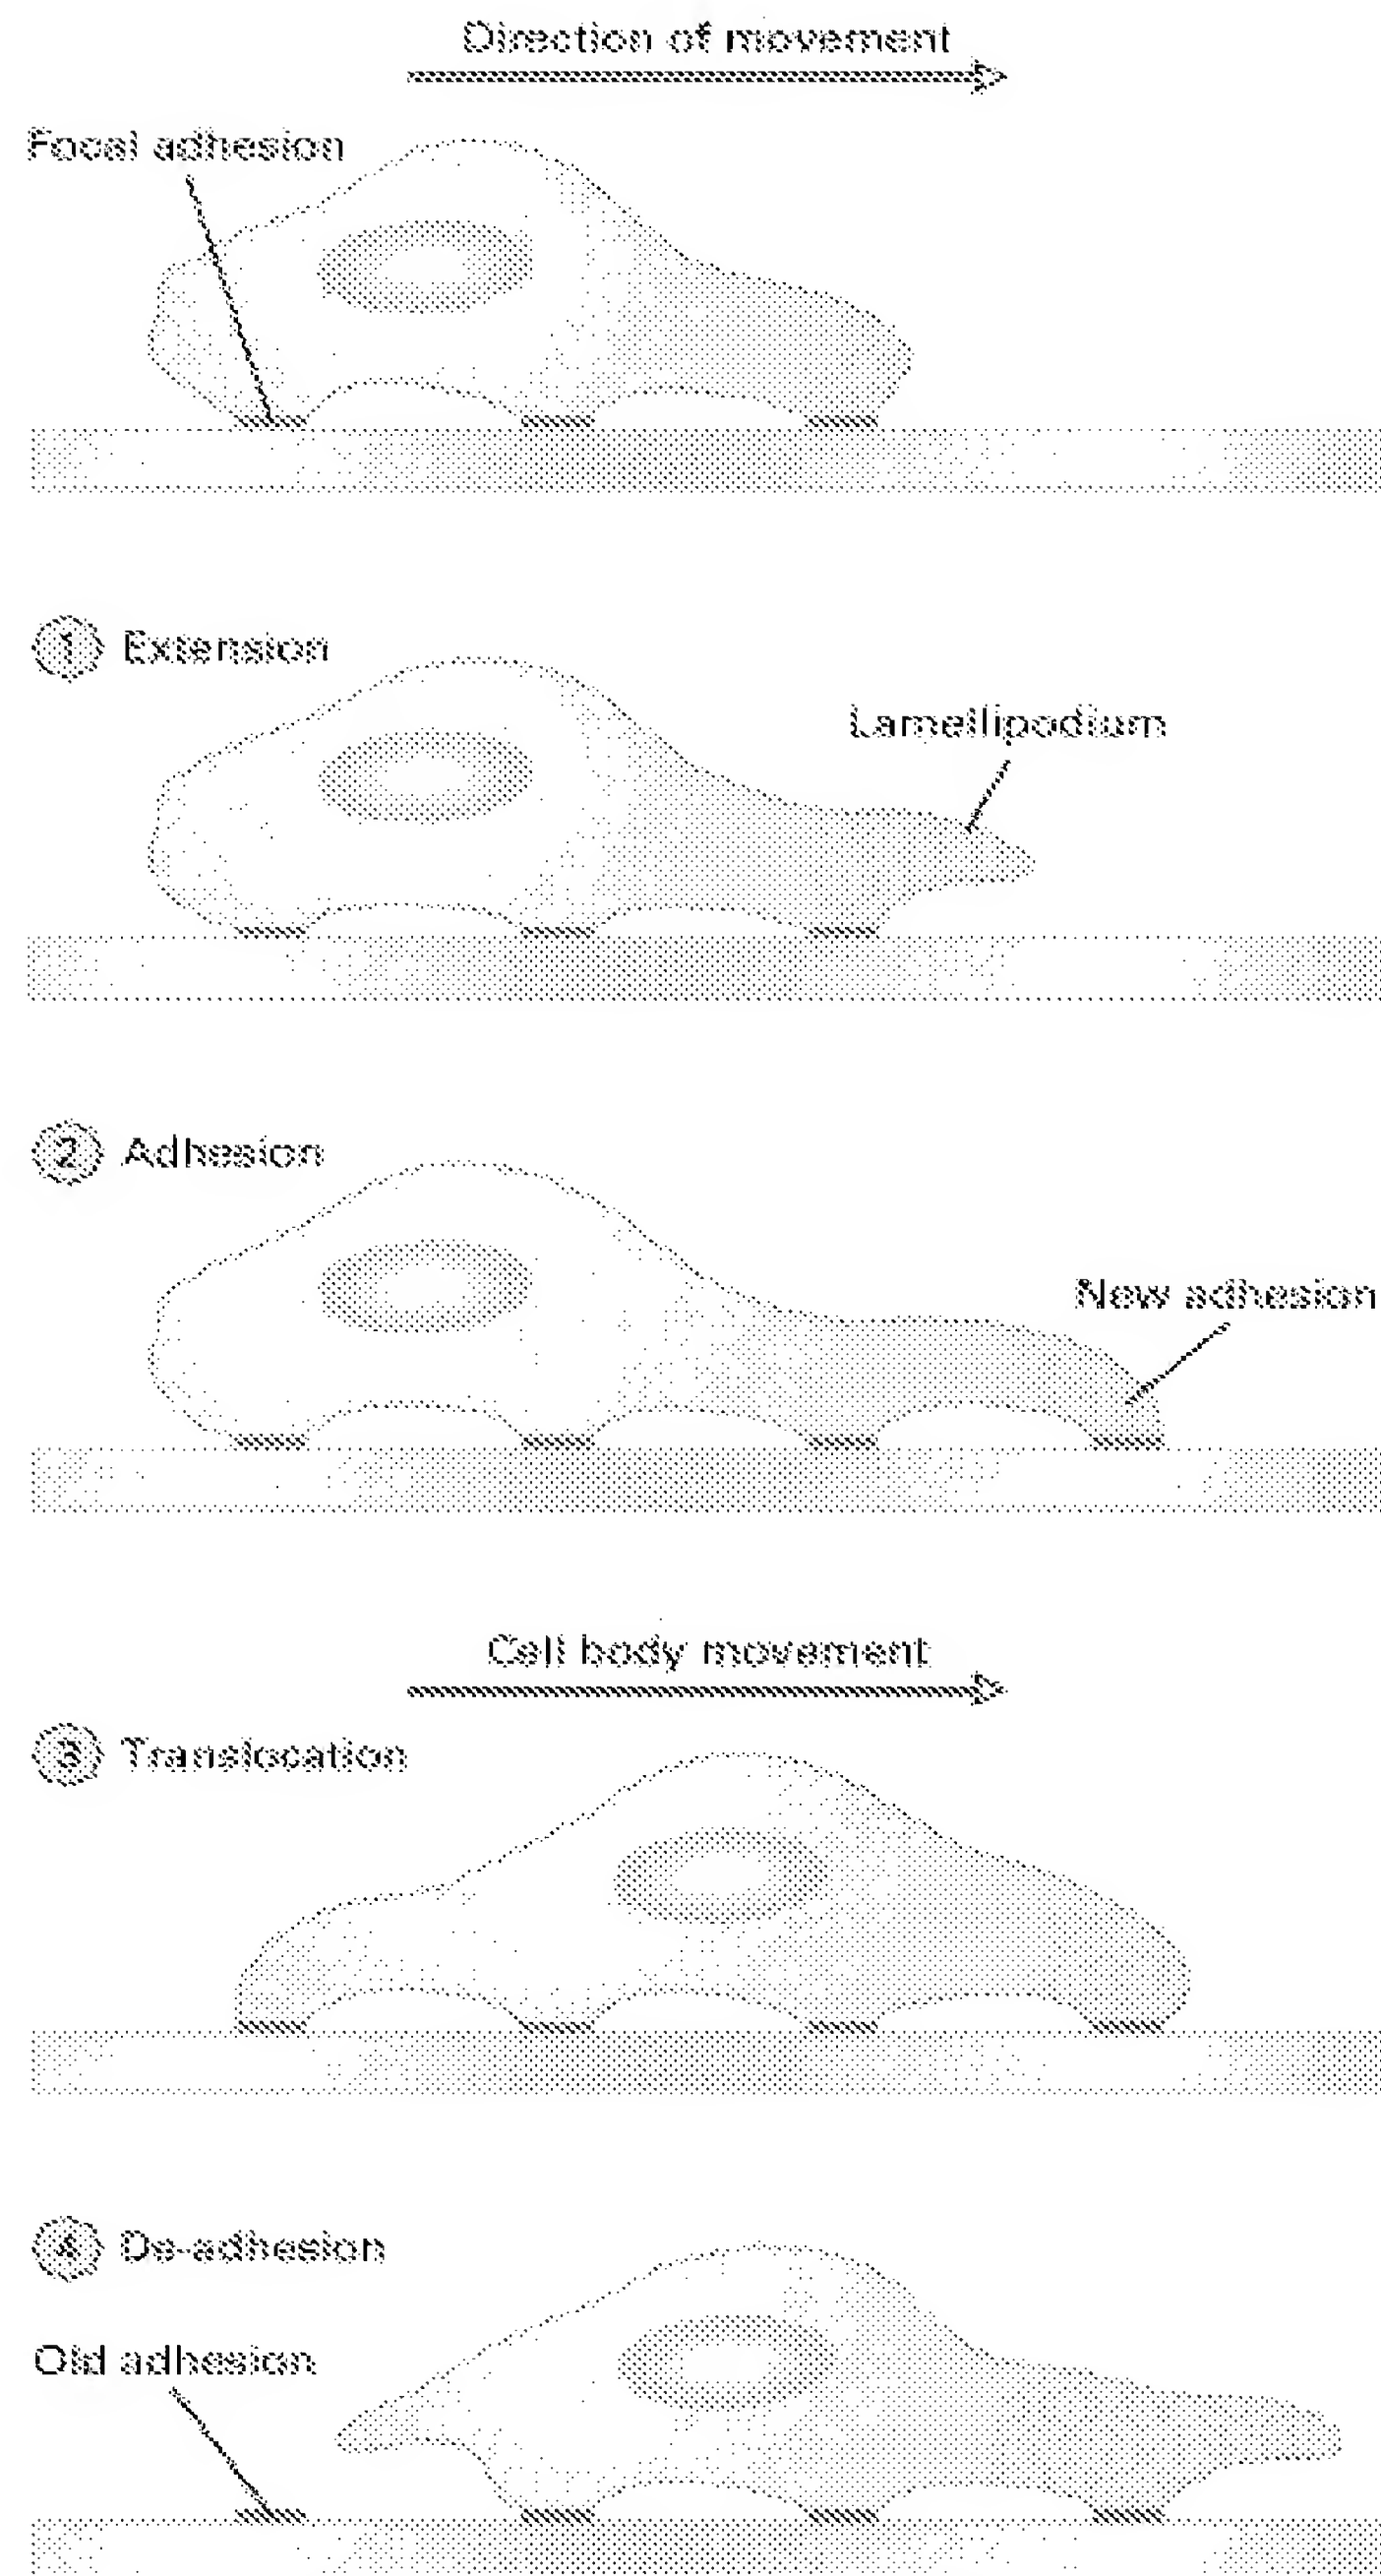 Direction of movement
Focal adhesion
1 Extension
Lamellipodium
2 Adhesion
New adhesion
Cell body movement
3 Translocation
4 De-adhesion
Old adhesion